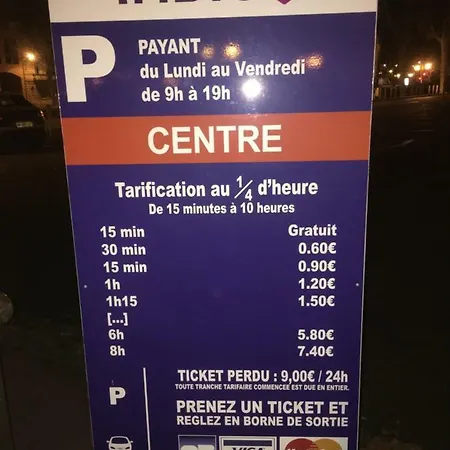 P
PAYANT
du Lundi au Vendredi
de 9h à 19h
CENTRE
Tarification au 1/4 d'heure
De 15 minutes à 10 heures
15 min Gratuit
30 min 0.60€
15 min 0.90€
1h 1.20€
1h15 1.50€
[...]
6h 5.80€
8h 7.40€
TICKET PERDU : 9,00€ / 24h
TOUTE TRANCHE TARIFAIRE COMMENCEE EST DUE EN ENTIER.
P
PRENEZ UN TICKET ET
REGLEZ EN BORNE DE SORTIE
VISA